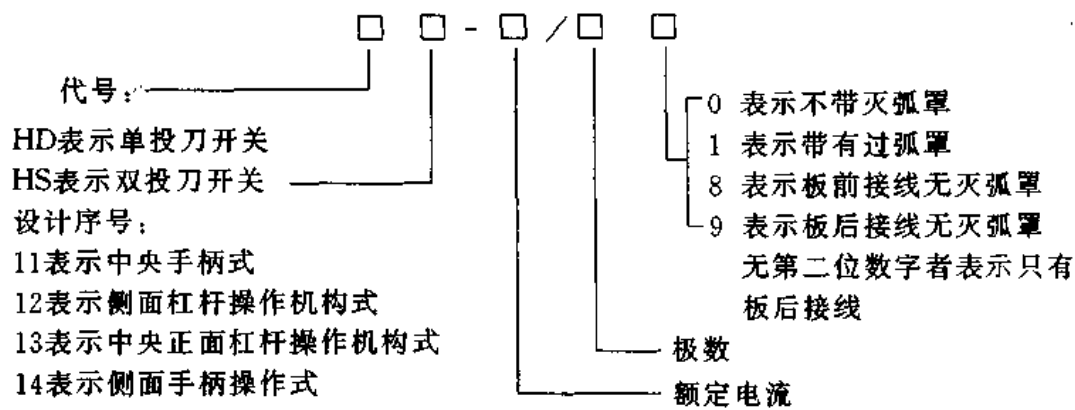 □ □ - □ / □ □
代号:
HD表示单投刀开关
HS表示双投刀开关
设计序号:
11表示中央手柄式
12表示侧面杠杆操作机构式
13表示中央正面杠杆操作机构式
14表示侧面手柄操作式
0 表示不带灭弧罩
1 表示带有过弧罩
8 表示板前接线无灭弧罩
9 表示板后接线无灭弧罩
无第二位数字者表示只有
板后接线
极数
额定电流